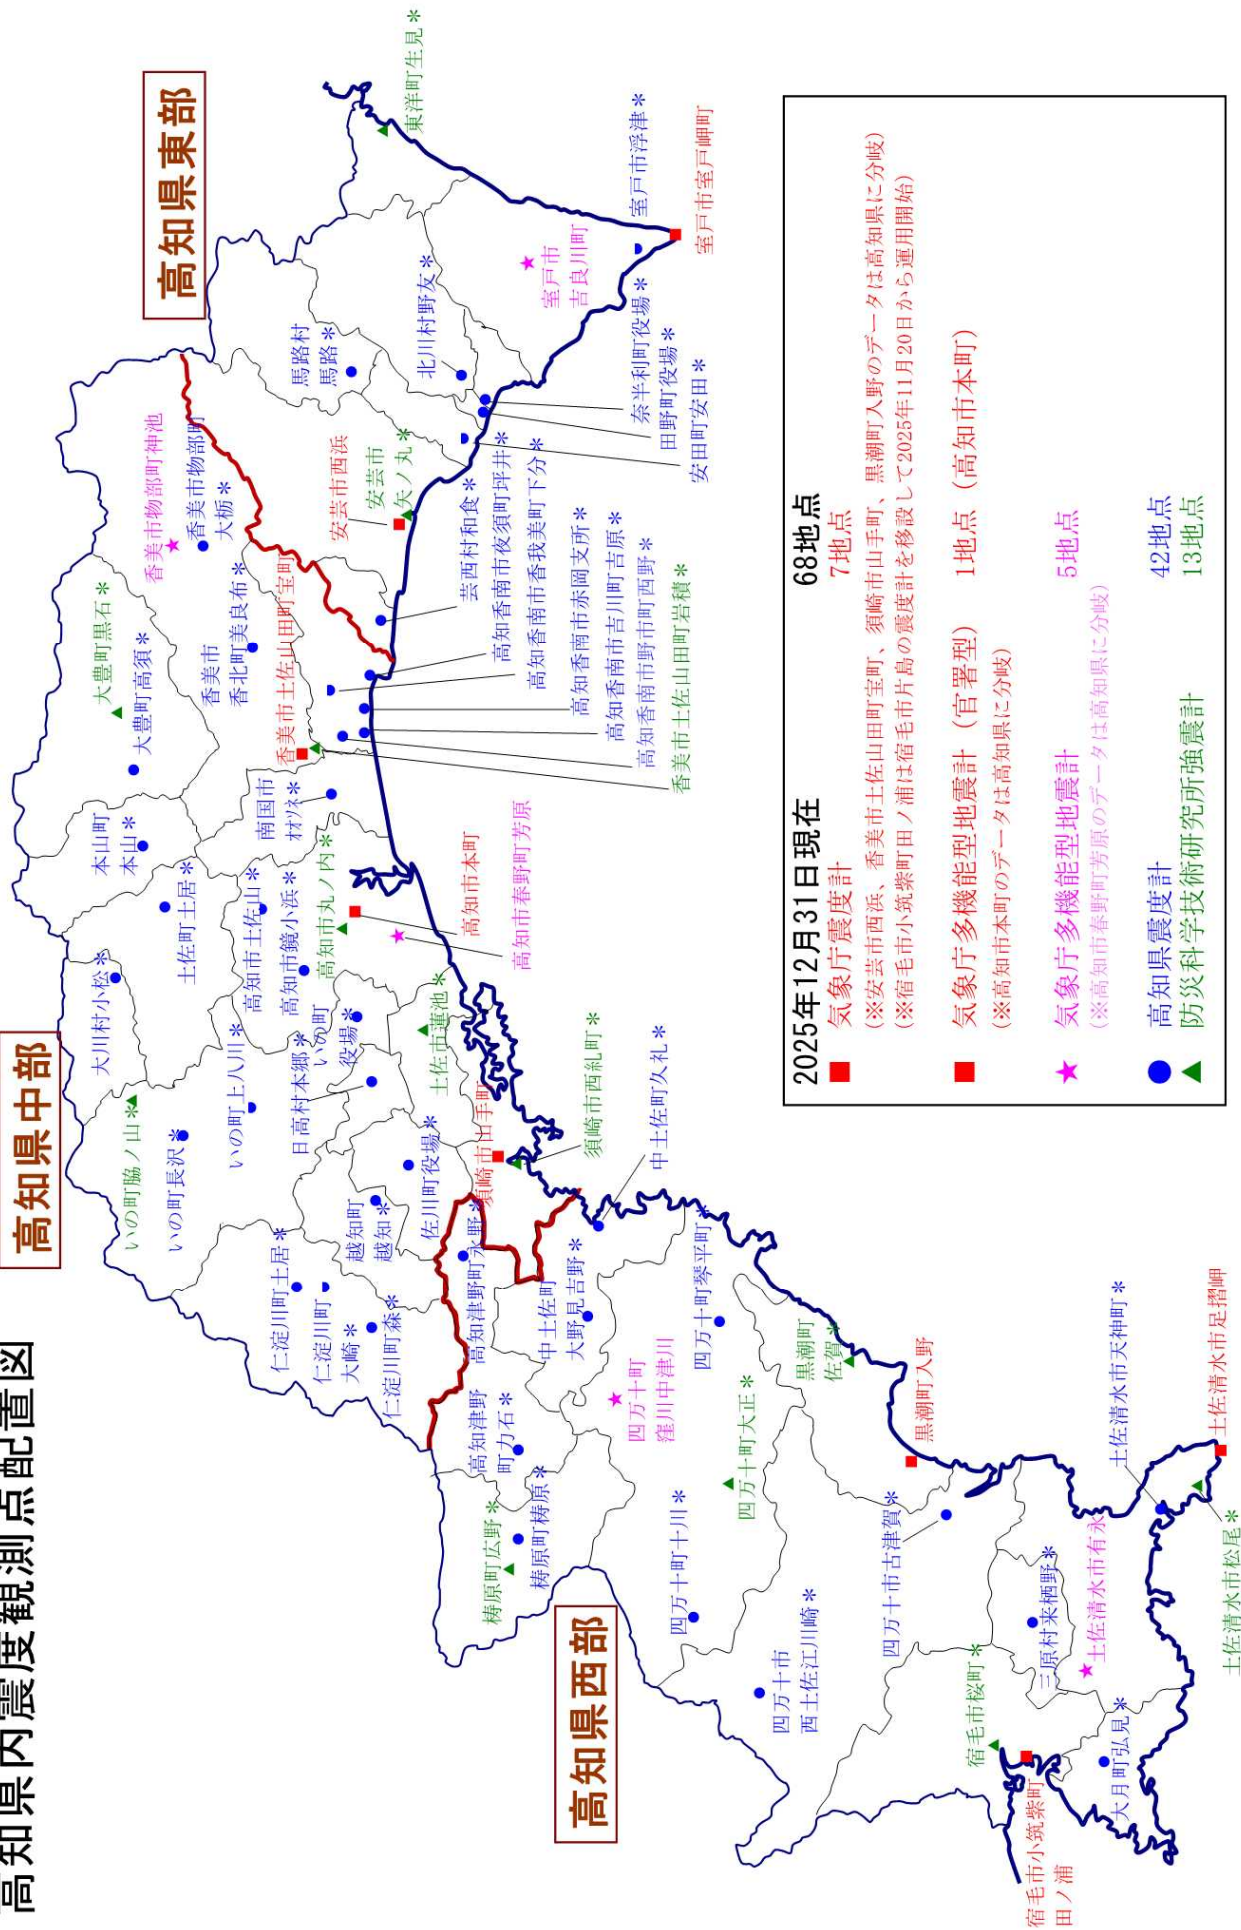 高知県内震度観測点配置図
高知県中部
高知県東部
高知県西部
大川村小松＊
本山町
本山＊
土佐町土居＊
大豊町黒石＊
大豊町高須＊
香美市物部町神池
香美市物部町
大栃＊
香美市
香北町美良布＊
香美市土佐山田町宝町
いの町脇ノ山＊
いの町長沢＊
いの町上八川＊
高知市土佐山＊
高知市鏡小浜＊
高知市丸ノ内＊
南国市
ｵｵｿﾈ＊
日高村本郷＊
いの町
役場＊
仁淀川町土居＊
仁淀川町
大崎＊
仁淀川町森＊
越知町
越知＊
佐川町役場＊
土佐市蓮池＊
須崎市山手町
須崎市西糺町＊
中土佐町久礼＊
高知市本町
高知市春野町芳原
馬路村
馬路＊
北川村野友＊
安芸市西浜
安芸市
矢ノ丸＊
東洋町生見＊
室戸市浮津＊
室戸市室戸岬町
室戸市
吉良川町
奈半利町役場＊
田野町役場＊
安田町安田＊
芸西村和食＊
高知香南市夜須町坪井＊
高知香南市香我美町下分＊
高知香南市赤岡支所＊
高知香南市吉川町吉原＊
高知香南市野市町西野＊
香美市土佐山田町岩積＊
高知津野町永野＊
高知津野
町力石＊
梼原町広野＊
梼原町梼原＊
中土佐町
大野見吉野＊
四万十町
窪川中津川
四万十町琴平町＊
四万十町大正＊
四万十町十川＊
黒潮町
佐賀＊
黒潮町入野
四万十市
西土佐江川崎＊
四万十市古津賀＊
宿毛市桜町＊
宿毛市小筑紫町
田ノ浦
三原村来栖野＊
大月町弘見＊
土佐清水市有永
土佐清水市天神町＊
土佐清水市足摺岬
土佐清水市松尾＊
2025年12月31日現在 68地点
気象庁震度計 7地点
（※安芸市西浜、香美市土佐山田町宝町、須崎市山手町、黒潮町入野のデータは高知県に分岐）
（※宿毛市小筑紫町田ノ浦は宿毛市片島の震度計を移設して2025年11月20日から運用開始）
気象庁多機能型地震計（官署型） 1地点（高知市本町）
（※高知市本町のデータは高知県に分岐）
気象庁多機能型地震計 5地点
（※高知市春野町芳原のデータは高知県に分岐）
高知県震度計 42地点
防災科学技術研究所強震計 13地点